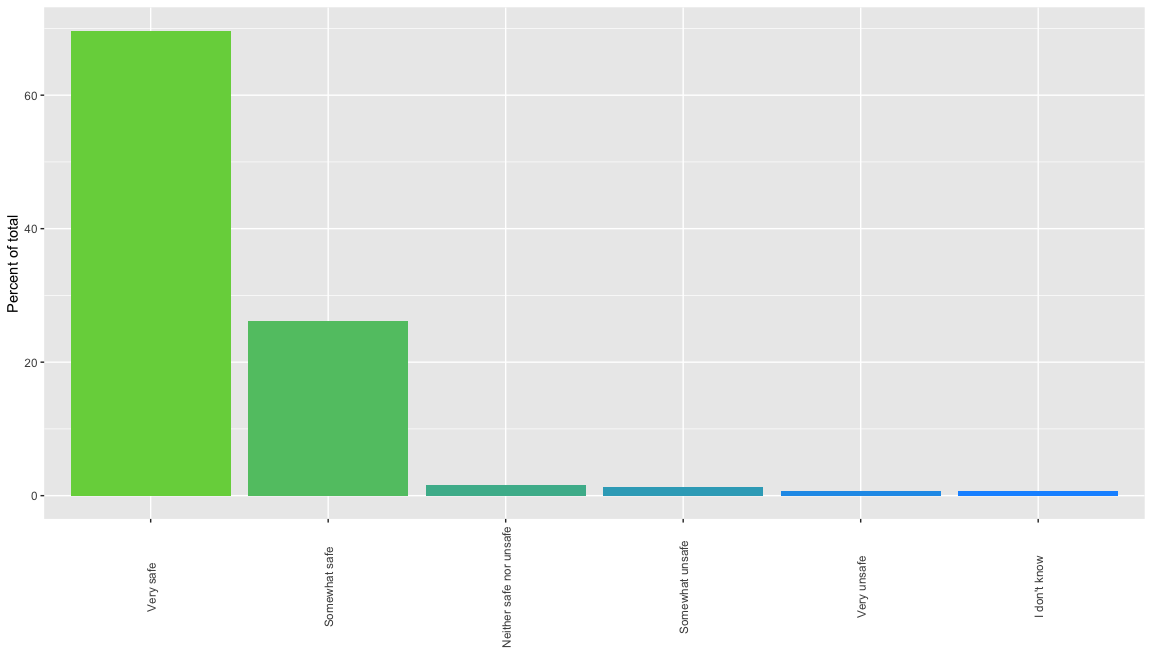 Percent of total
60
40
20
0
Very safe
Somewhat safe
Neither safe nor unsafe
Somewhat unsafe
Very unsafe
I don't know